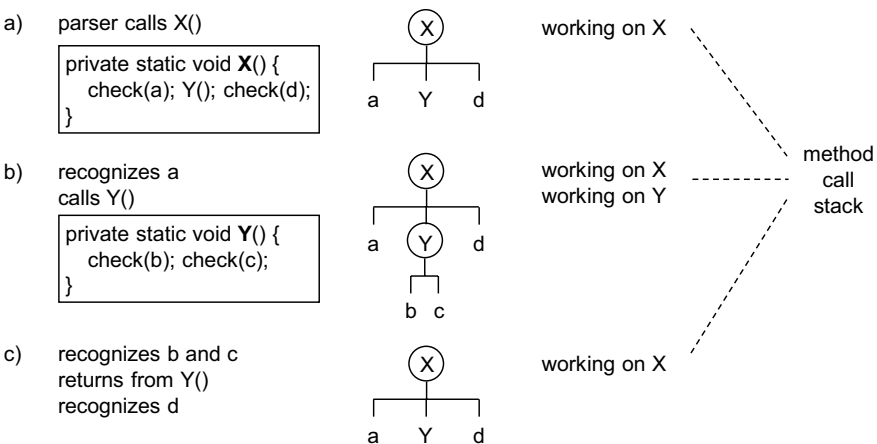 a) parser calls X()
private static void X() {
check(a); Y(); check(d);
}
X
a Y d
working on X
b) recognizes a
calls Y()
private static void Y() {
check(b); check(c);
}
X
a Y d
b c
working on X
working on Y
method
call
stack
c) recognizes b and c
returns from Y()
recognizes d
X
a Y d
working on X